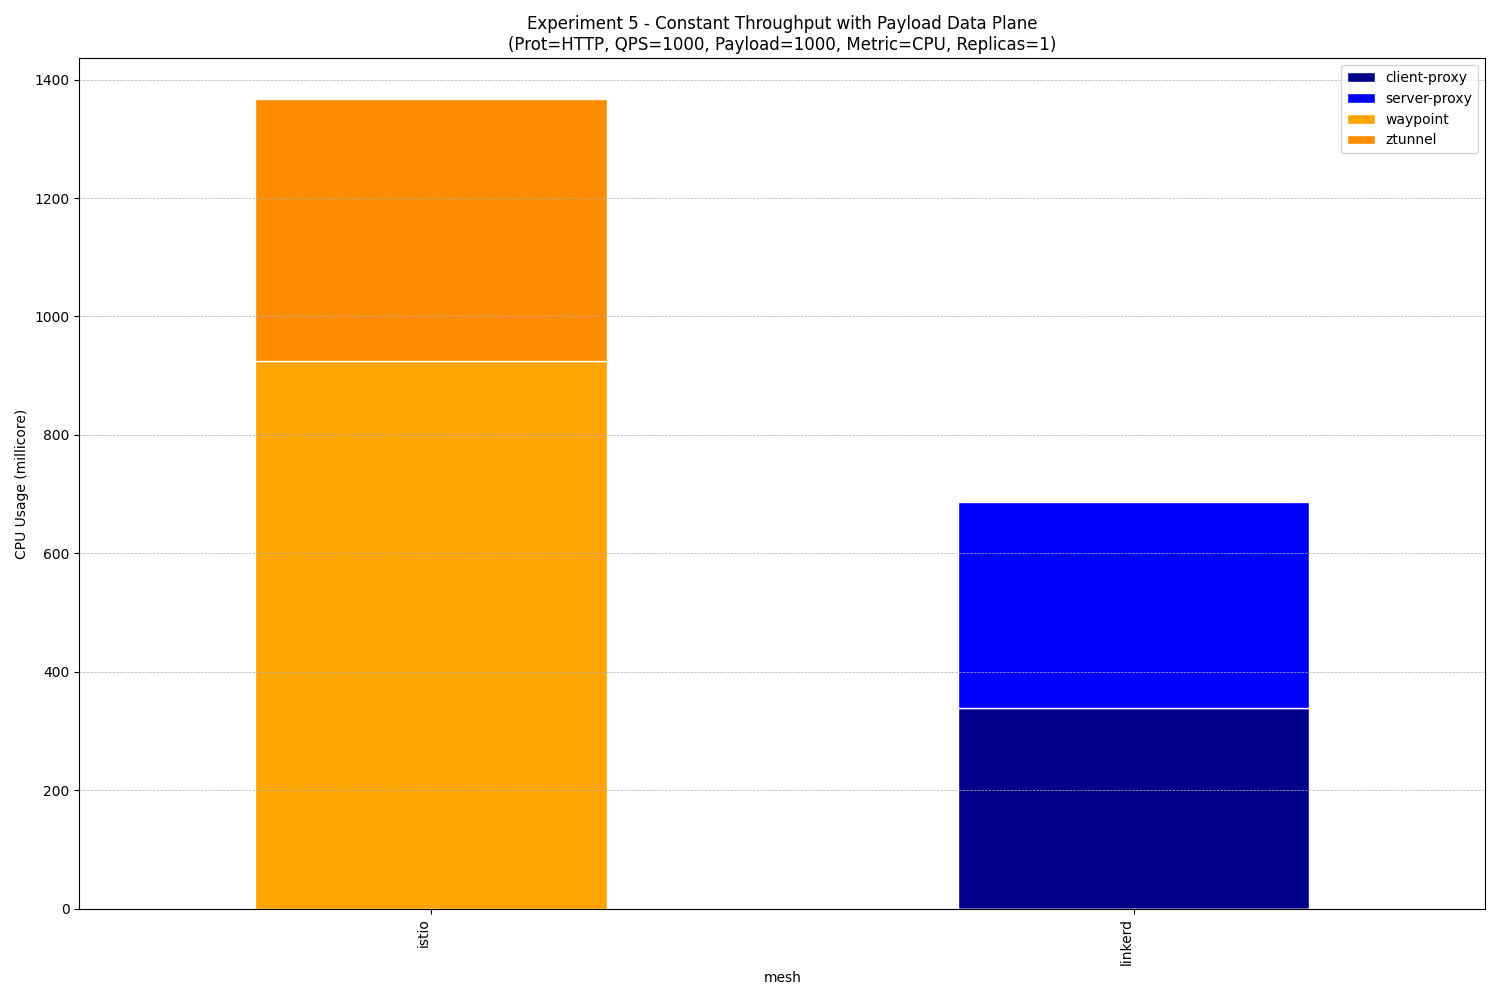 Experiment 5 - Constant Throughput with Payload Data Plane
(Prot=HTTP, QPS=1000, Payload=1000, Metric=CPU, Replicas=1)
client-proxy
server-proxy
waypoint
ztunnel
CPU Usage (millicore)
1400
1200
1000
800
600
400
200
0
istio
linkerd
mesh